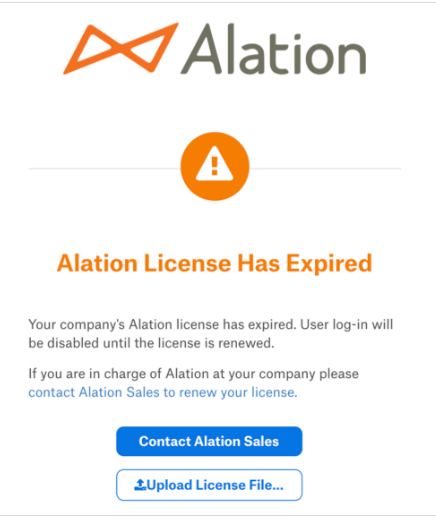 Alation
Alation License Has Expired
Your company's Alation license has expired. User log-in will
be disabled until the license is renewed.
If you are in charge of Alation at your company please
contact Alation Sales to renew your license.
Contact Alation Sales
Upload License File...